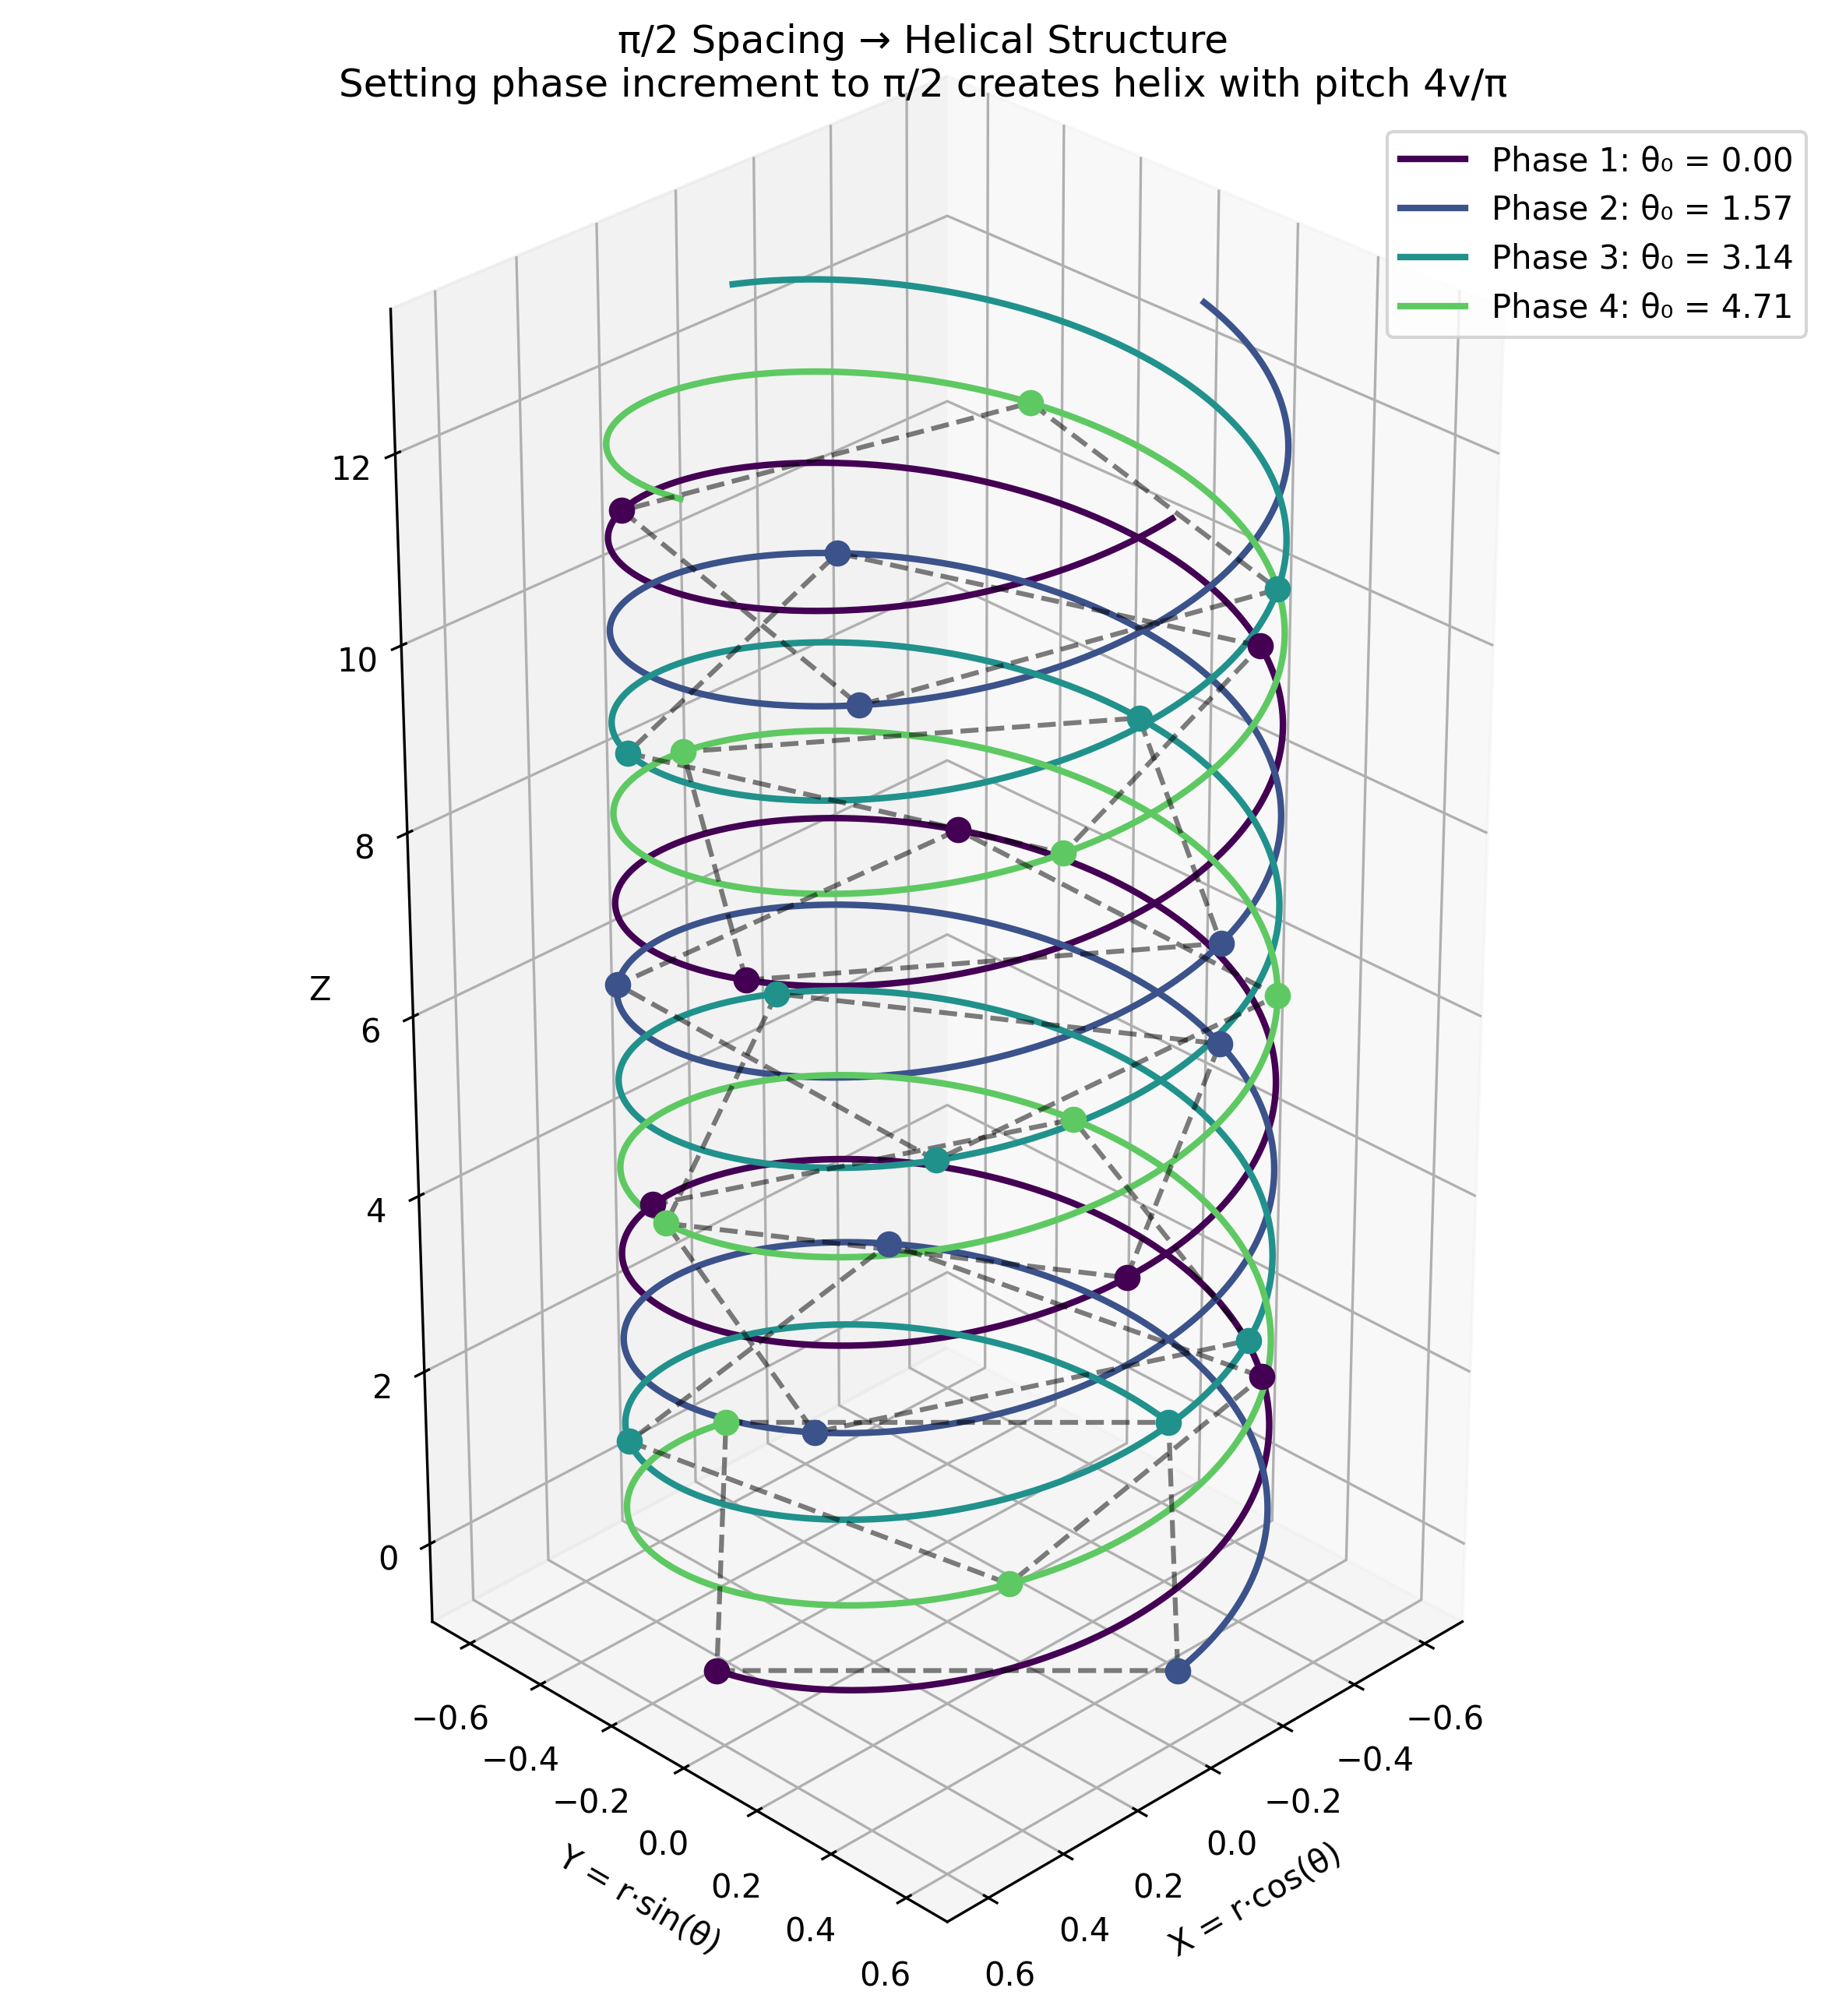 π/2 Spacing → Helical Structure
Setting phase increment to π/2 creates helix with pitch 4v/π
Phase 1: θ₀ = 0.00
Phase 2: θ₀ = 1.57
Phase 3: θ₀ = 3.14
Phase 4: θ₀ = 4.71
12
10
8
6
4
2
0
Z
−0.6
−0.4
−0.2
0.0
0.2
0.4
0.6
Y = r·sin(θ)
−0.6
−0.4
−0.2
0.0
0.2
0.4
0.6
X = r·cos(θ)